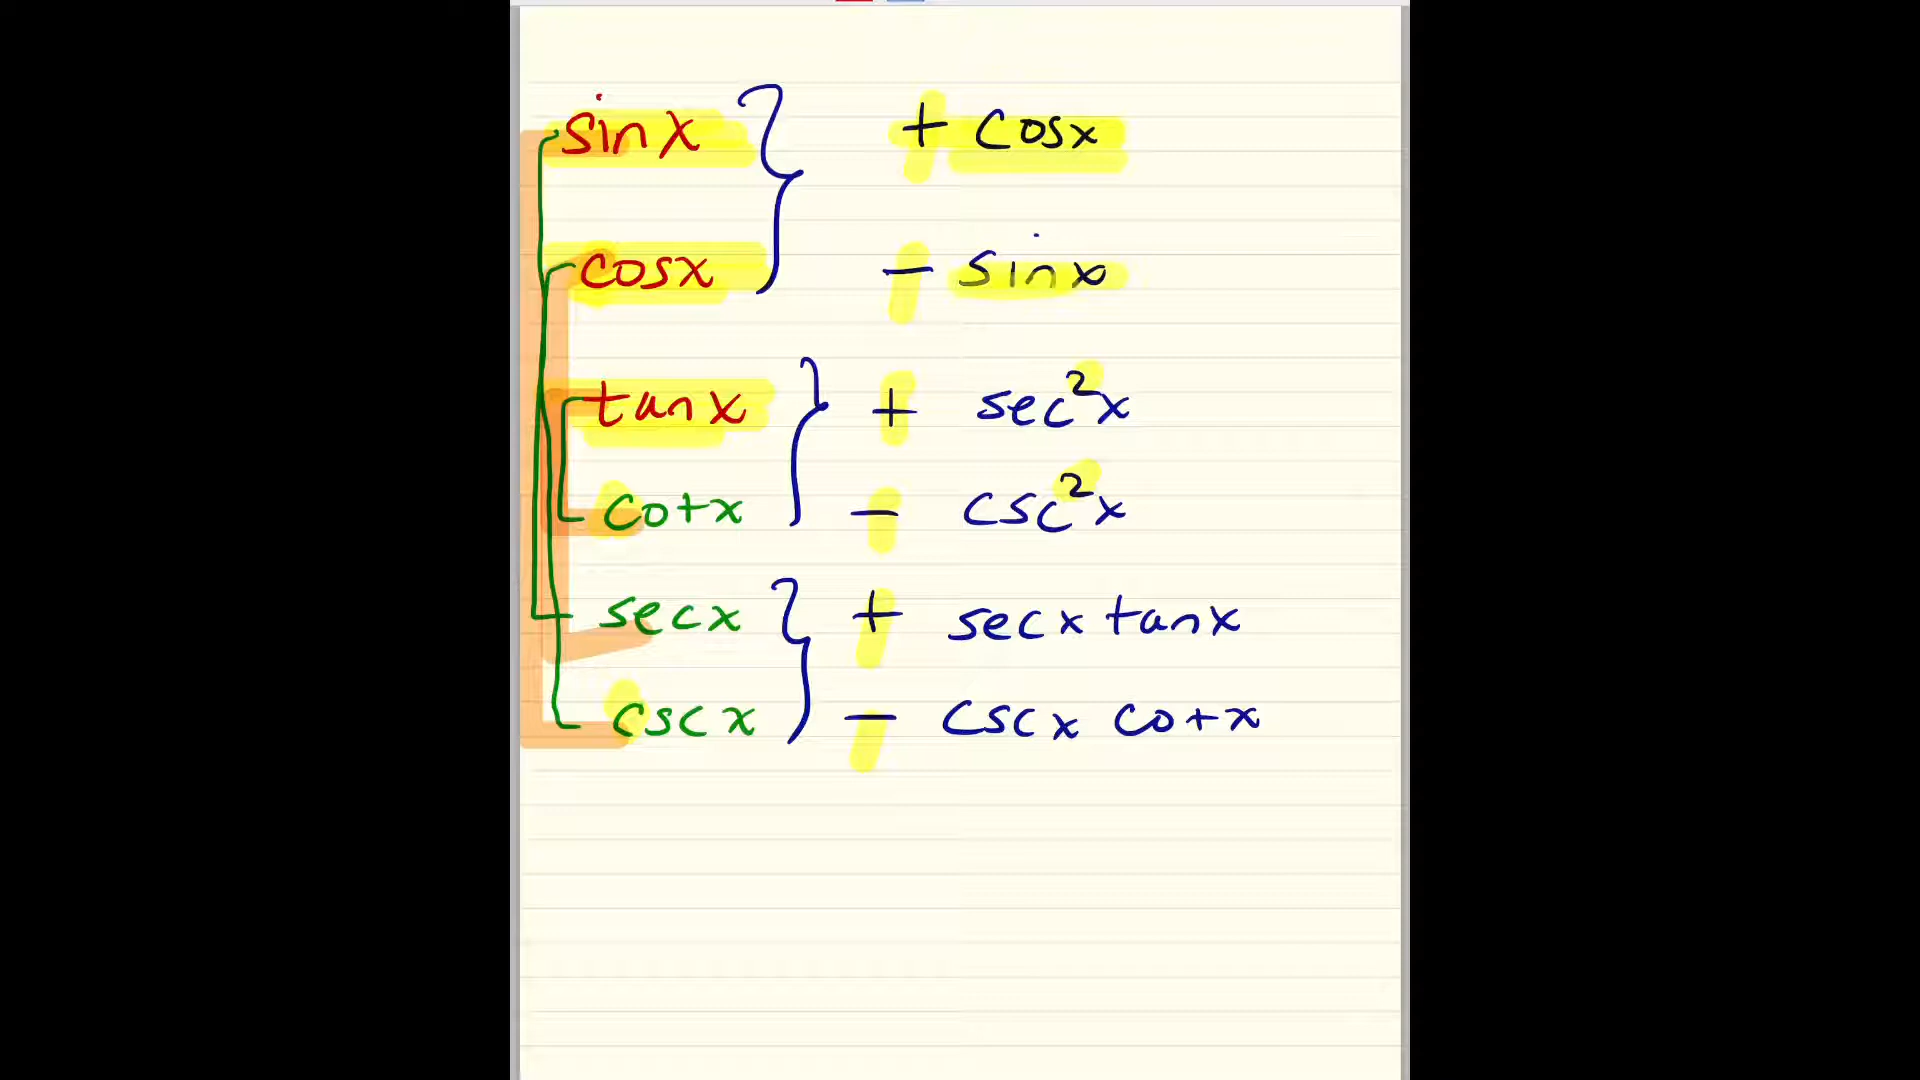 sinx + cosx
cosx - sinx
tanx + sec²x
cotx - csc²x
secx + secx tanx
cscx - cscx cotx